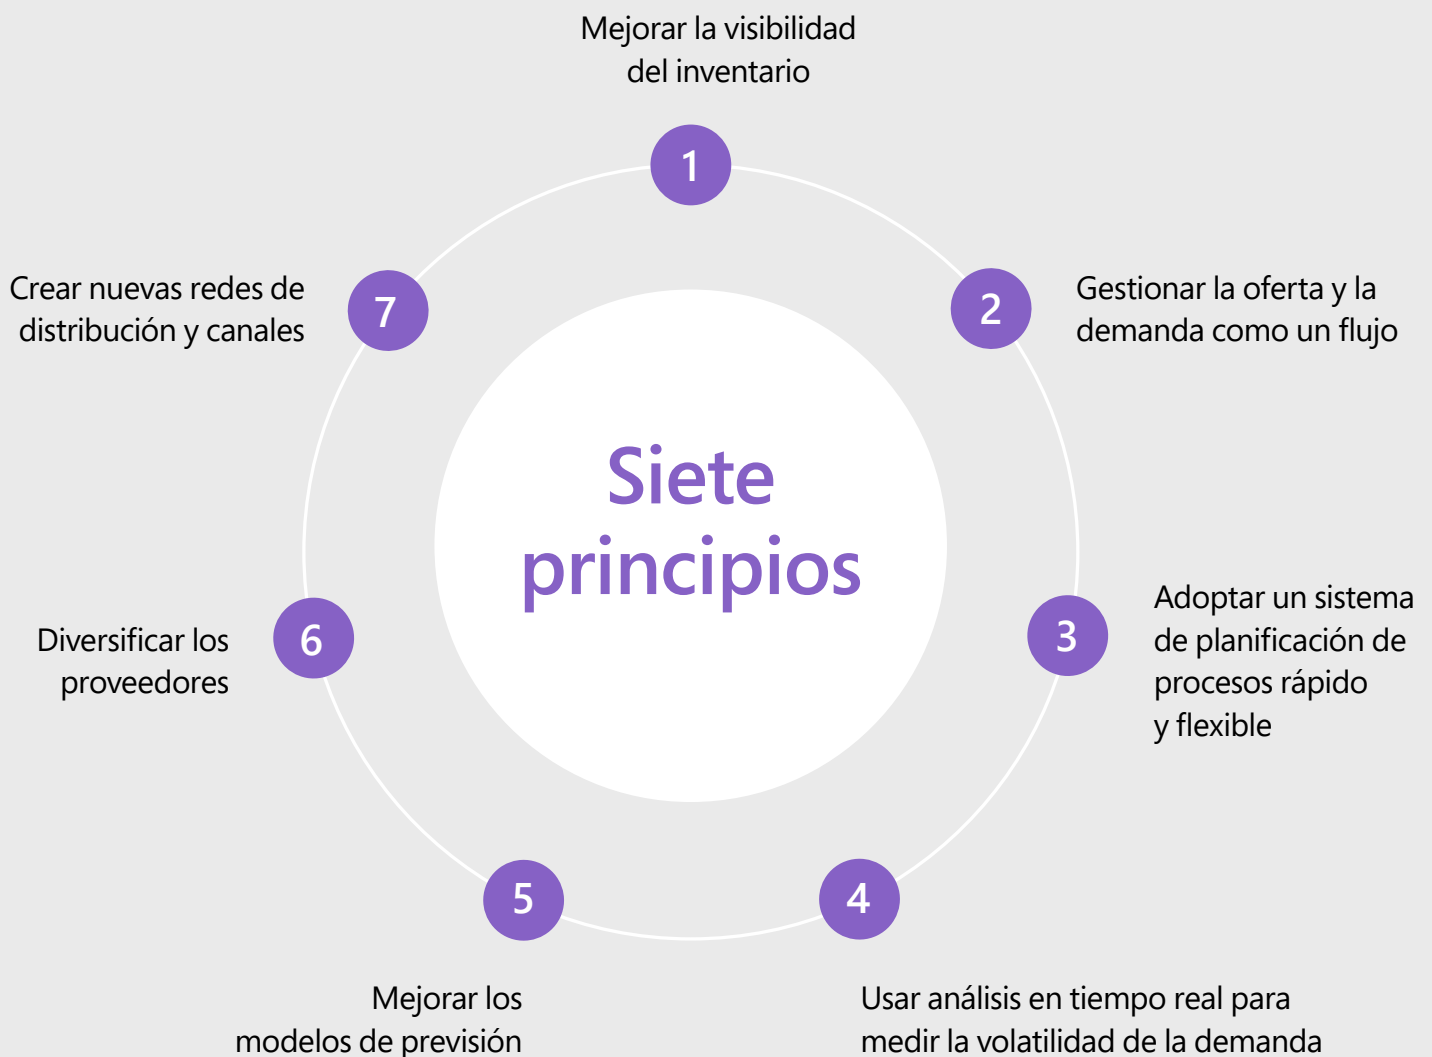 Mejorar la visibilidad
del inventario
1
Gestionar la oferta y la
demanda como un flujo
2
Adoptar un sistema
de planificación de
procesos rápido
y flexible
3
Usar análisis en tiempo real para
medir la volatilidad de la demanda
4
Mejorar los
modelos de previsión
5
Diversificar los
proveedores
6
Crear nuevas redes de
distribución y canales
7
Siete
principios